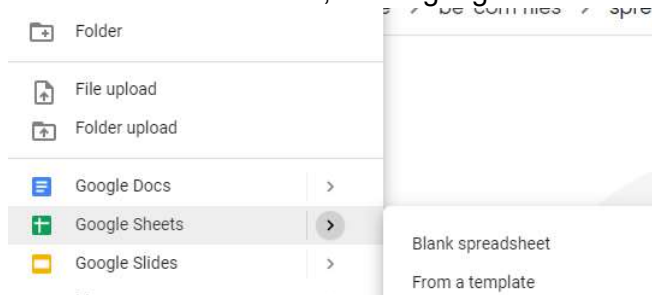 Folder
File upload
Folder upload
Google Docs
Google Sheets
Google Slides
Blank spreadsheet
From a template